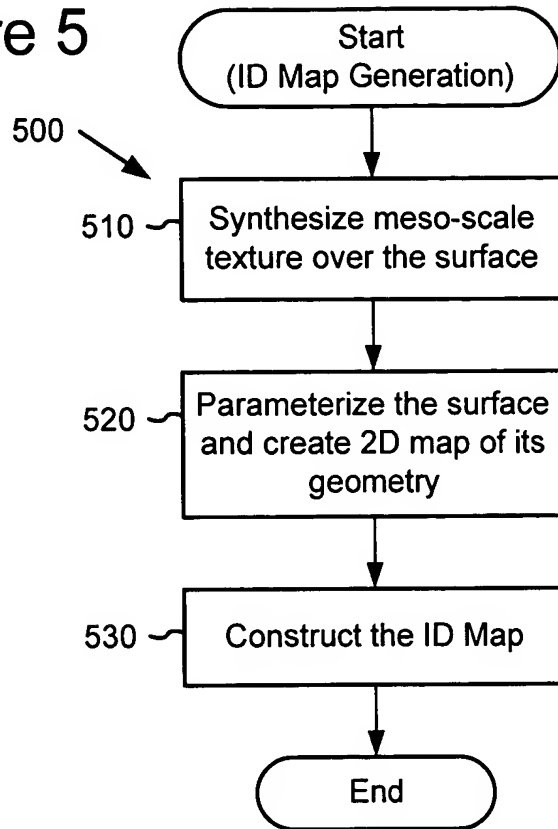 re 5
Start
(ID Map Generation)
500
510
Synthesize meso-scale
texture over the surface
520
Parameterize the surface
and create 2D map of its
geometry
530
Construct the ID Map
End